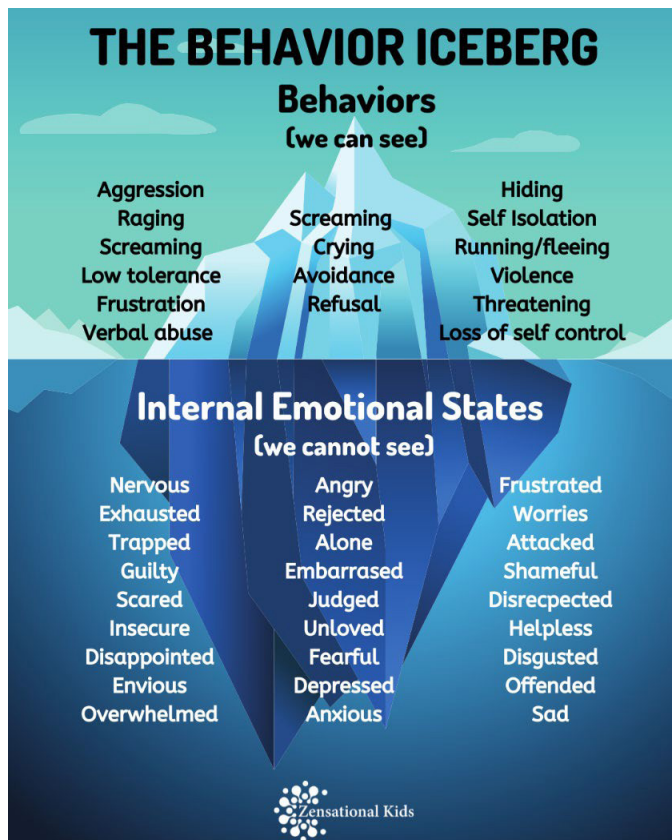 THE BEHAVIOR ICEBERG
Behaviors
(we can see)
Aggression
Raging
Screaming
Low tolerance
Frustration
Verbal abuse
Screaming
Crying
Avoidance
Refusal
Hiding
Self Isolation
Running/fleeing
Violence
Threatening
Loss of self control
Internal Emotional States
(we cannot see)
Nervous
Exhausted
Trapped
Guilty
Scared
Insecure
Disappointed
Envious
Overwhelmed
Angry
Rejected
Alone
Embarrased
Judged
Unloved
Fearful
Depressed
Anxious
Frustrated
Worries
Attacked
Shameful
Disrecpected
Helpless
Disgusted
Offended
Sad
Zensational Kids